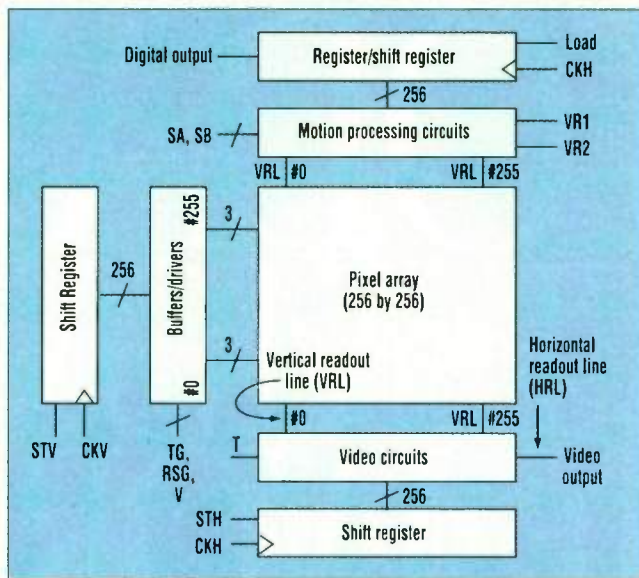 Digital output
Register/shift register
Load
CKH
256
SA, SB
Motion processing circuits
VR1
VR2
VRL #0
VRL #255
Shift Register
256
Buffers/drivers
#255
#0
3
3
Pixel array
(256 by 256)
Vertical readout
line (VRL)
Horizontal
readout line
(HRL)
#0
VRL #255
STV
CKV
TG,
RSG,
V
T
Video circuits
Video
output
256
STH
CKH
Shift register